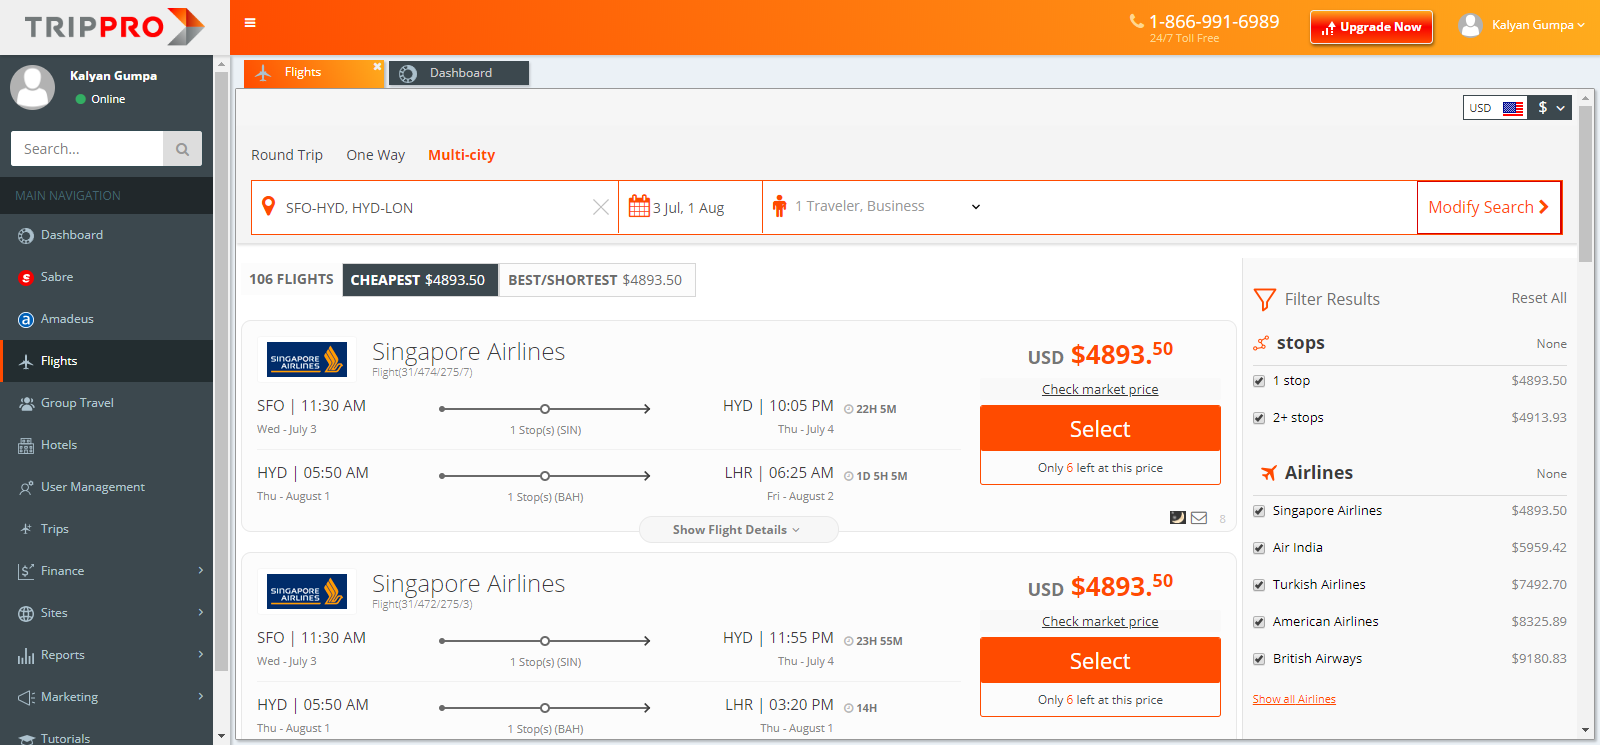 TRIPPRO
1-866-991-6989
24/7 Toll Free
Upgrade Now
Kalyan Gumpa
Kalyan Gumpa
Online
Search...
MAIN NAVIGATION
Dashboard
Sabre
Amadeus
Flights
Group Travel
Hotels
User Management
Trips
Finance
Sites
Reports
Marketing
Tutorials
Flights
Dashboard
USD
$
Round Trip One Way Multi-city
SFO-HYD, HYD-LON
3 Jul, 1 Aug
1 Traveler, Business
Modify Search
106 FLIGHTS
CHEAPEST $4893.50
BEST/SHORTEST $4893.50
SINGAPORE AIRLINES
Singapore Airlines
Flight(31/474/275/7)
SFO | 11:30 AM
Wed - July 3
1 Stop(s) (SIN)
HYD | 10:05 PM
22H 5M
Thu - July 4
HYD | 05:50 AM
Thu - August 1
1 Stop(s) (BAH)
LHR | 06:25 AM
1D 5H 5M
Fri - August 2
USD $4893.50
Check market price
Select
Only 6 left at this price
8
Show Flight Details
SINGAPORE AIRLINES
Singapore Airlines
Flight(31/472/275/3)
SFO | 11:30 AM
Wed - July 3
1 Stop(s) (SIN)
HYD | 11:55 PM
23H 55M
Thu - July 4
HYD | 05:50 AM
Thu - August 1
1 Stop(s) (BAH)
LHR | 03:20 PM
14H
Thu - August 1
USD $4893.50
Check market price
Select
Only 6 left at this price
Filter Results
Reset All
stops
None
1 stop $4893.50
2+ stops $4913.93
Airlines
None
Singapore Airlines $4893.50
Air India $5959.42
Turkish Airlines $7492.70
American Airlines $8325.89
British Airways $9180.83
Show all Airlines